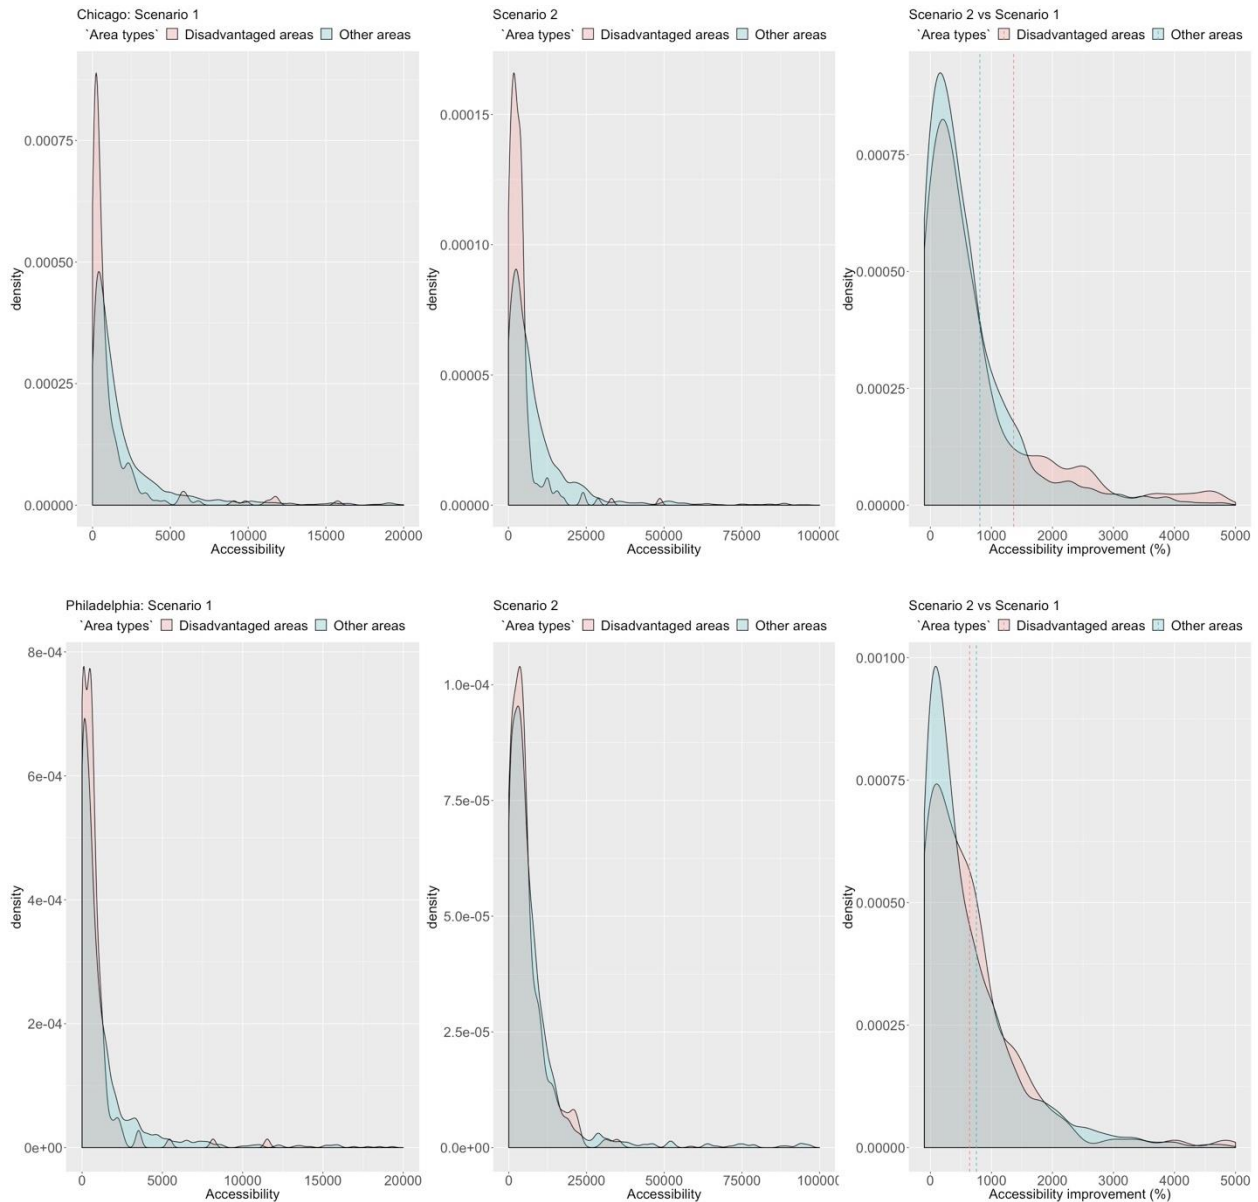 Chicago: Scenario 1
`Area types` Disadvantaged areas Other areas
0.00075
0.00050
0.00025
0.00000
density
0 5000 10000 15000 20000
Accessibility
Scenario 2
`Area types` Disadvantaged areas Other areas
0.00015
0.00010
0.00005
0.00000
density
0 25000 50000 75000 100000
Accessibility
Scenario 2 vs Scenario 1
`Area types` Disadvantaged areas Other areas
0.00075
0.00050
0.00025
0.00000
density
0 1000 2000 3000 4000 5000
Accessibility improvement (%)
Philadelphia: Scenario 1
`Area types` Disadvantaged areas Other areas
8e-04
6e-04
4e-04
2e-04
0e+00
density
0 5000 10000 15000 20000
Accessibility
Scenario 2
`Area types` Disadvantaged areas Other areas
1.0e-04
7.5e-05
5.0e-05
2.5e-05
0.0e+00
density
0 25000 50000 75000 100000
Accessibility
Scenario 2 vs Scenario 1
`Area types` Disadvantaged areas Other areas
0.00100
0.00075
0.00050
0.00025
0.00000
density
0 1000 2000 3000 4000 5000
Accessibility improvement (%)